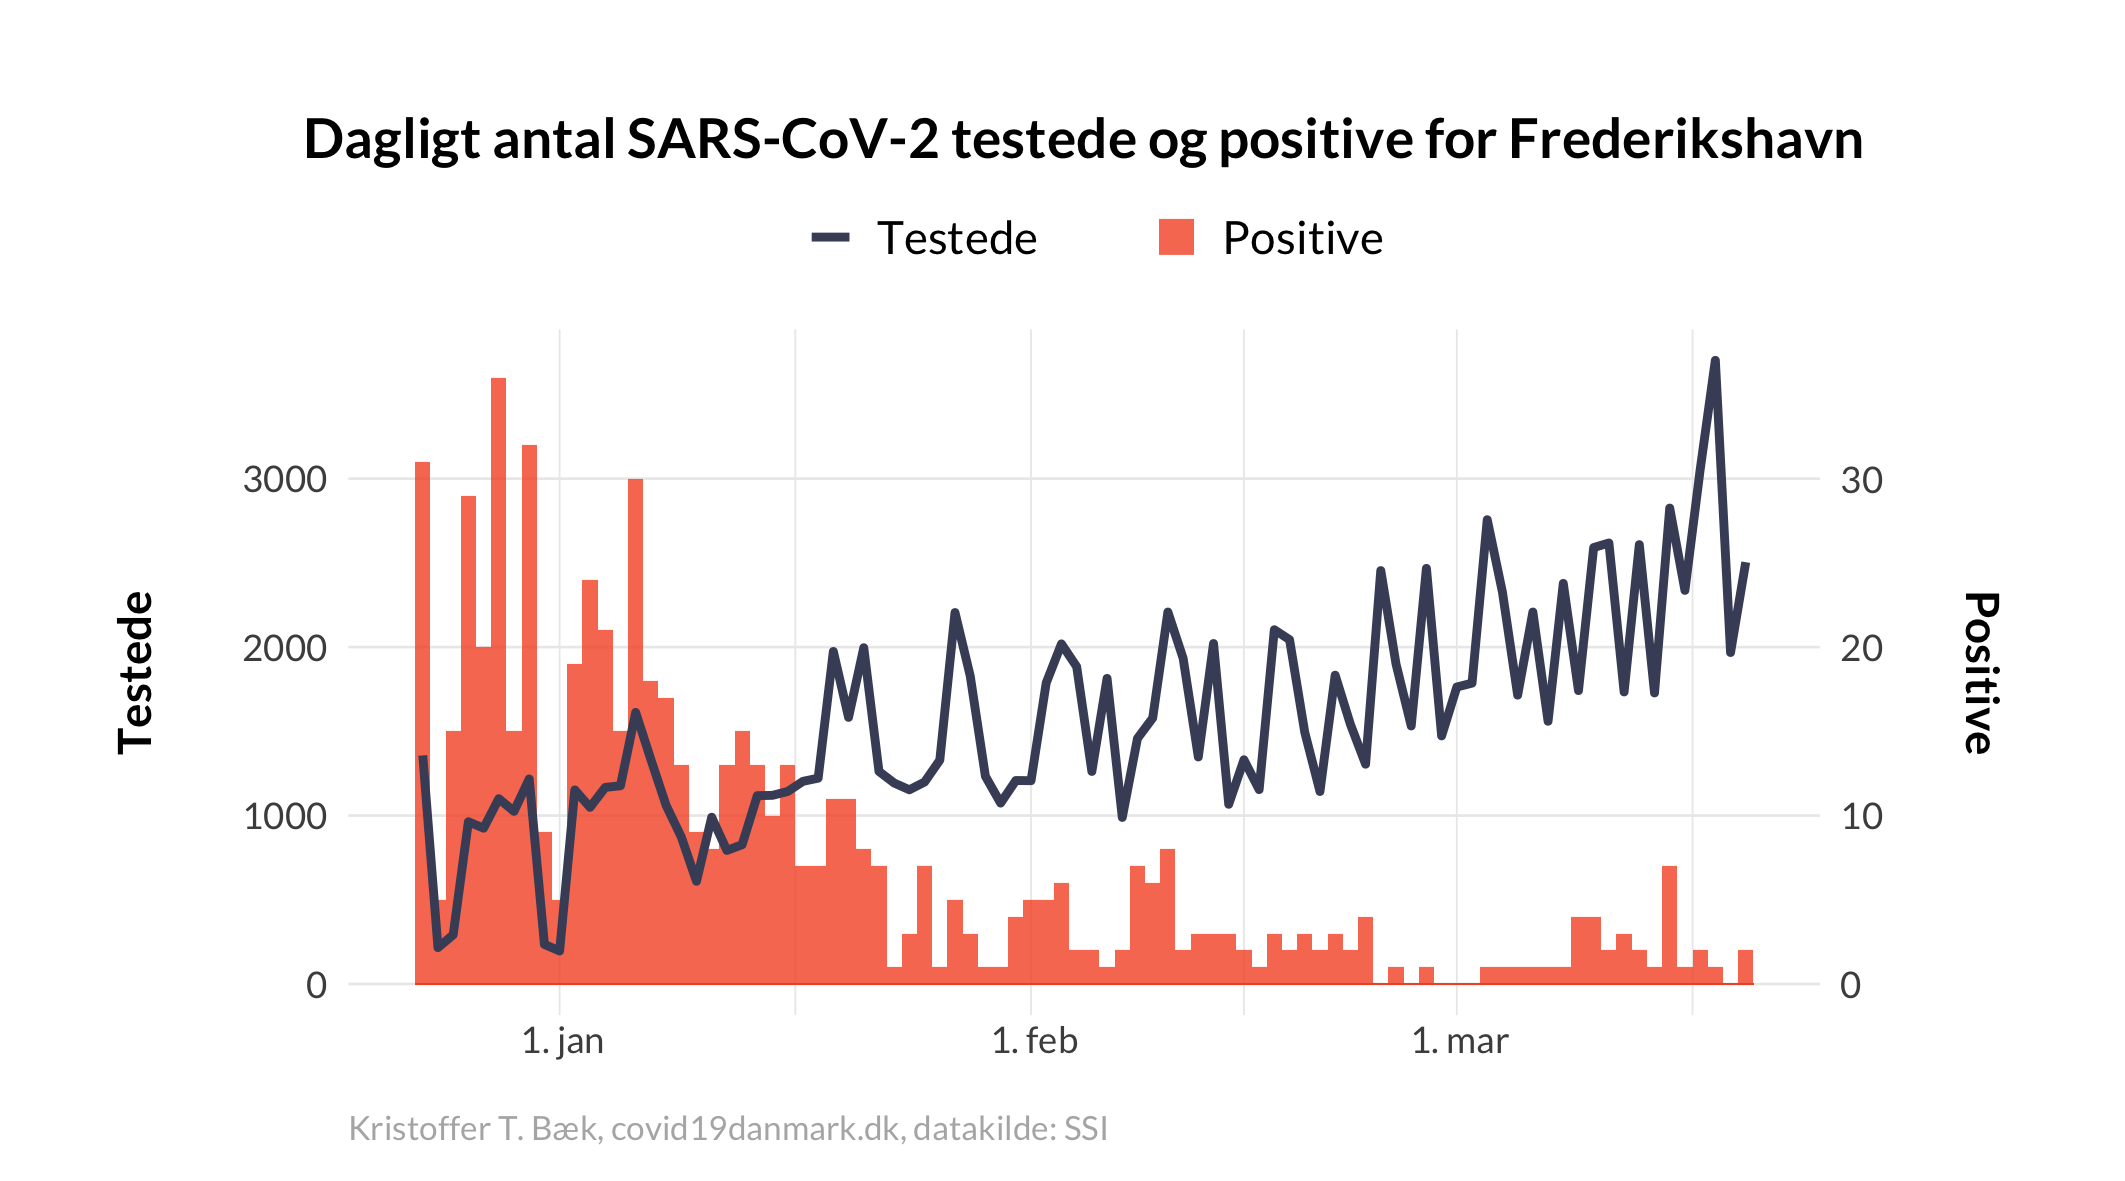 Dagligt antal SARS-CoV-2 testede og positive for Frederikshavn
Testede
Positive
Testede
3000
2000
1000
0
30
20
10
0
Positive
1. jan
1. feb
1. mar
Kristoffer T. Bæk, covid19danmark.dk, datakilde: SSI